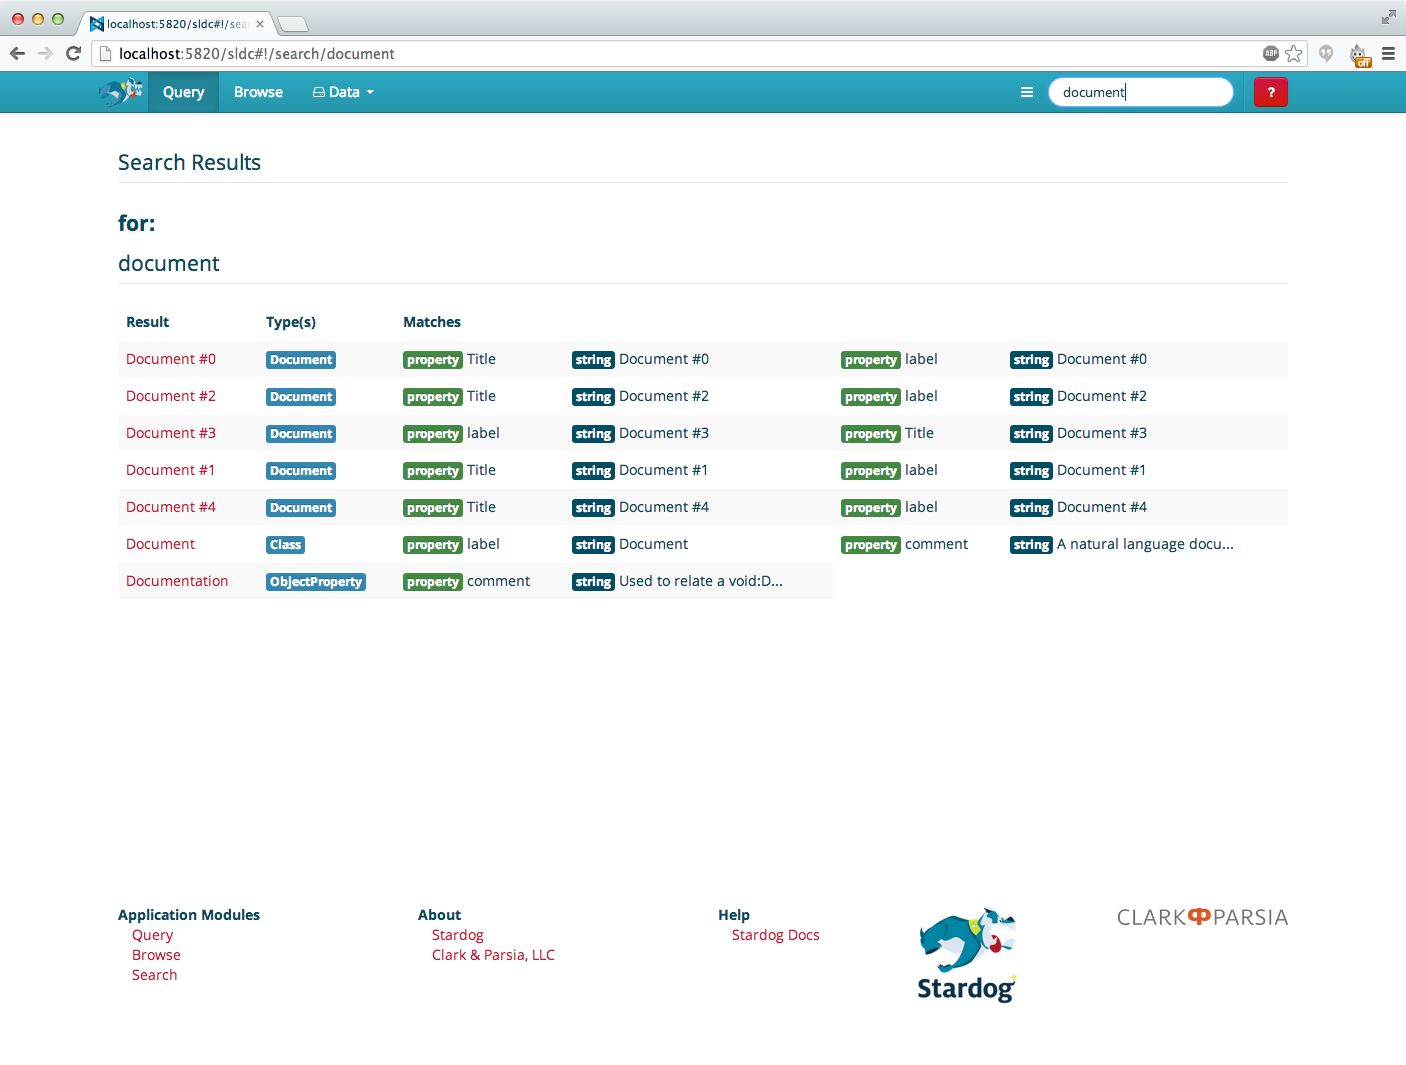 localhost:5820/sldc#!/sea
localhost:5820/sldc#!/search/document
ABP
off
Query Browse Data document ?
Search Results
for:
document
Result Type(s) Matches
Document #0 Document property Title string Document #0 property label string Document #0
Document #2 Document property Title string Document #2 property label string Document #2
Document #3 Document property label string Document #3 property Title string Document #3
Document #1 Document property Title string Document #1 property label string Document #1
Document #4 Document property Title string Document #4 property label string Document #4
Document Class property label string Document property comment string A natural language docu...
Documentation ObjectProperty property comment string Used to relate a void:D...
Application Modules
Query
Browse
Search
About
Stardog
Clark & Parsia, LLC
Help
Stardog Docs
Stardog
CLARK PARSIA